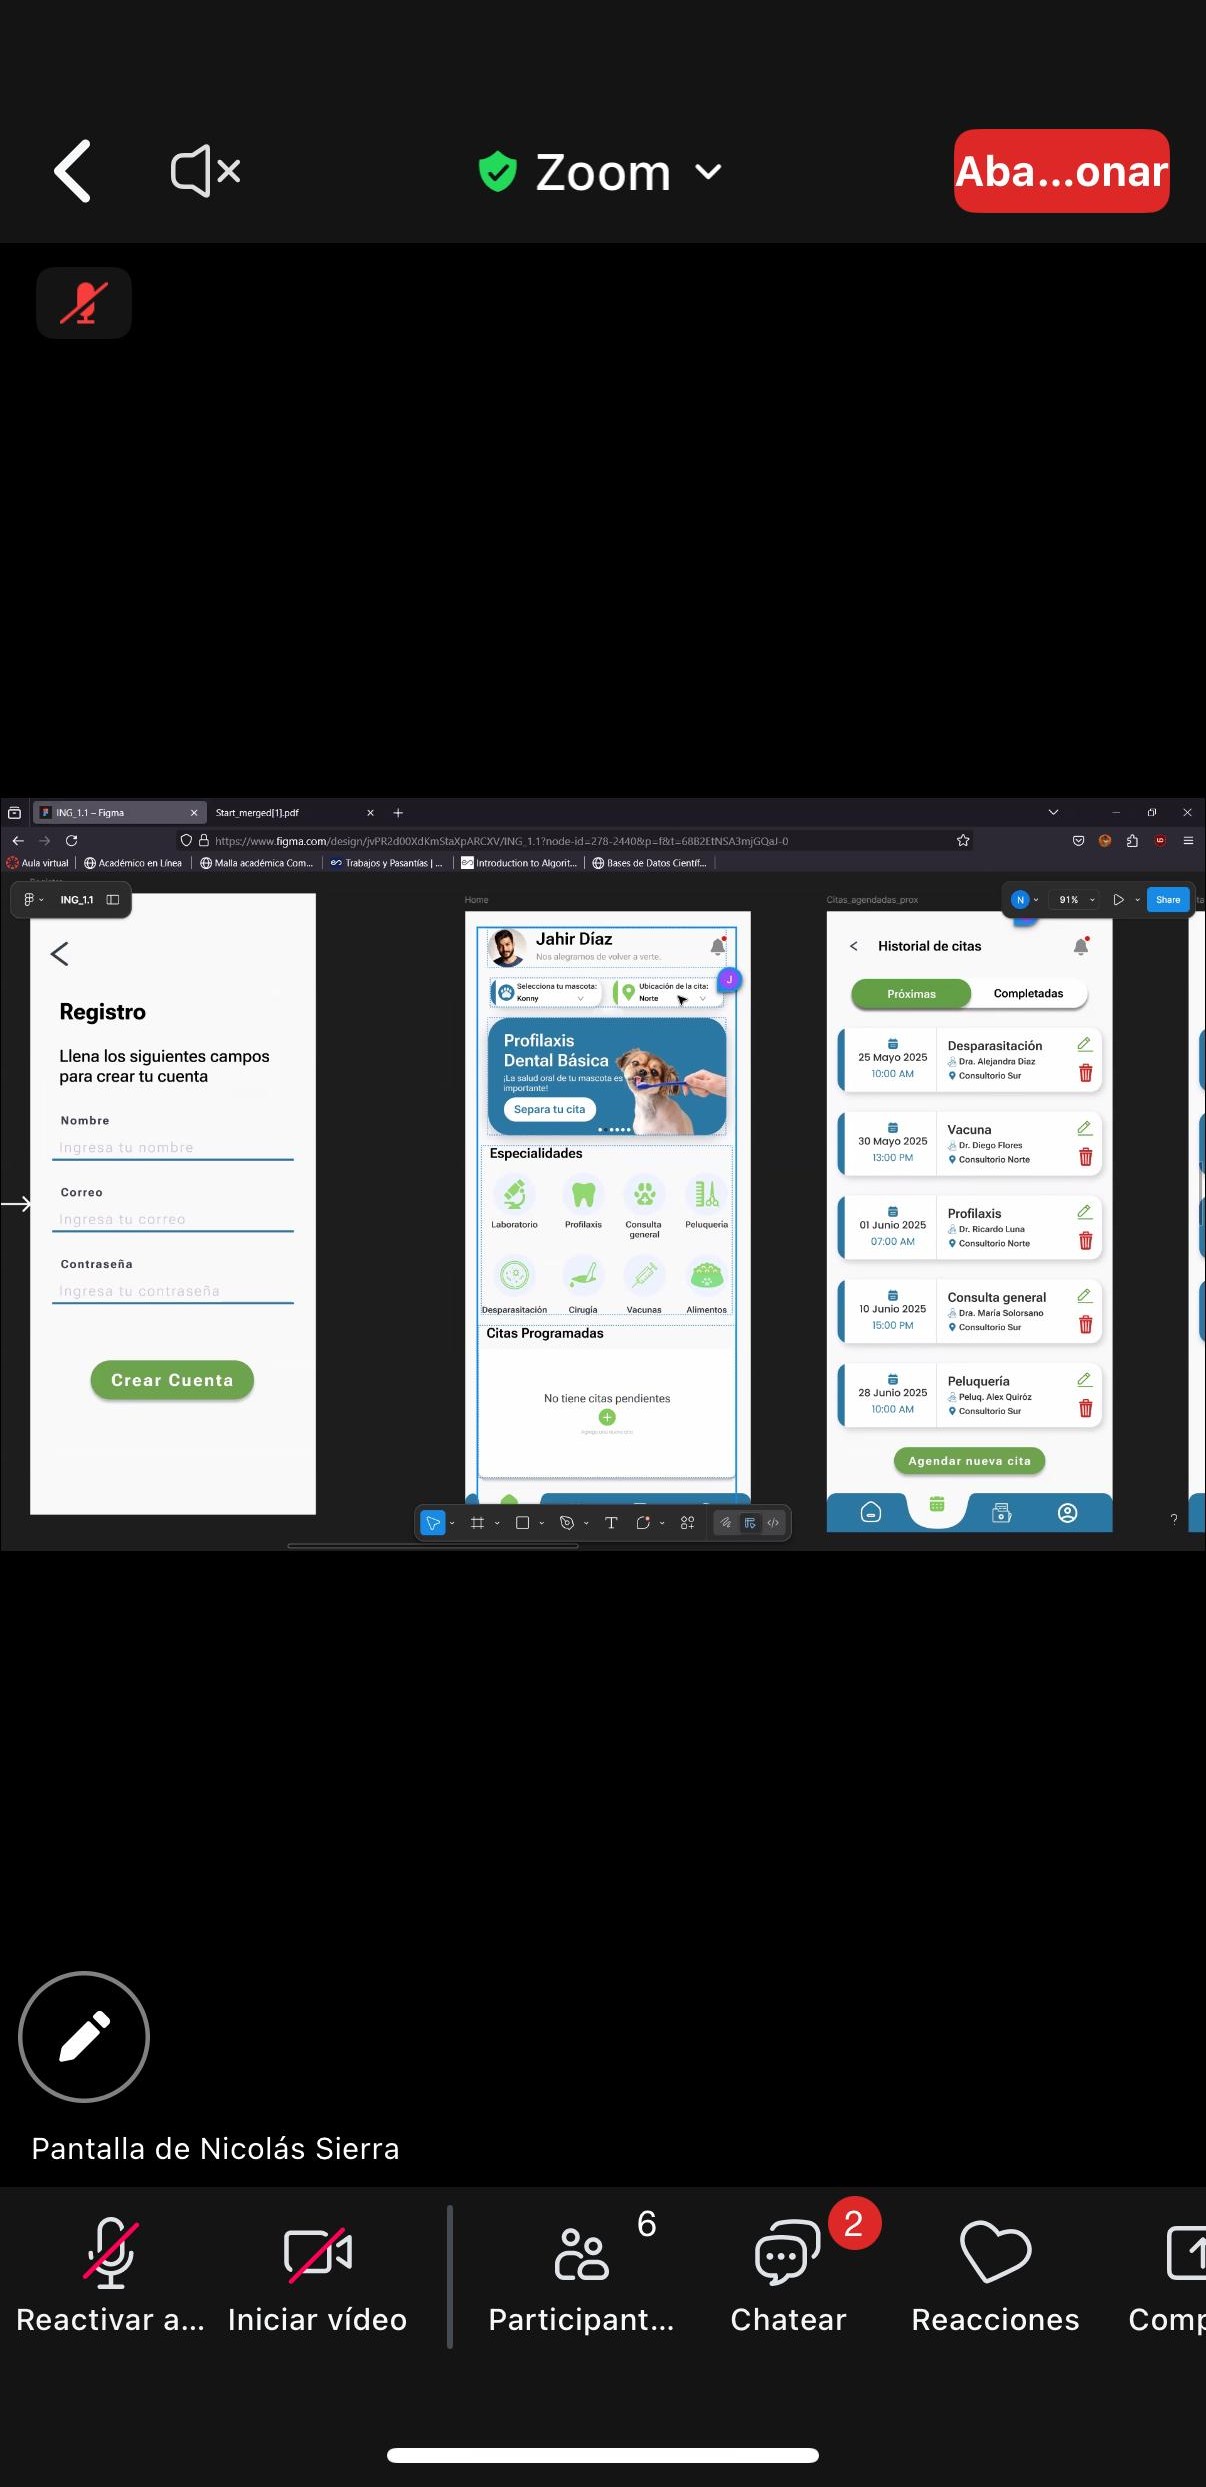 Zoom
Aba...onar
ING_1.1 – Figma
Start_merged[1].pdf
https://www.figma.com/design/jvPR2d00XdKmStaXpARCXV/ING_1.1?node-id=278-2440&p=f&t=68B2EtNSA3mjGQaJ-0
Aula virtual
Académico en Línea
Malla académica Com...
Trabajos y Pasantías | ...
Introduction to Algorit...
Bases de Datos Científ...
ING_1.1
N
91%
Share
Registro
Llena los siguientes campos
para crear tu cuenta
Nombre
Ingresa tu nombre
Correo
Ingresa tu correo
Contraseña
Ingresa tu contraseña
Crear Cuenta
Home
Jahir Díaz
Nos alegramos de volver a verte.
J
Selecciona tu mascota:
Konny
Ubicación de la cita:
Norte
Profilaxis
Dental Básica
¡La salud oral de tu mascota es
importante!
Separa tu cita
Especialidades
Laboratorio
Profilaxis
Consulta
general
Peluqueria
Desparasitación
Cirugía
Vacunas
Alimentos
Citas Programadas
No tiene citas pendientes
Citas_agendadas_prox
Historial de citas
Próximas
Completadas
25 Mayo 2025
10:00 AM
Desparasitación
Dra. Alejandra Díaz
Consultorio Sur
30 Mayo 2025
13:00 PM
Vacuna
Dr. Diego Flores
Consultorio Norte
01 Junio 2025
07:00 AM
Profilaxis
Dr. Ricardo Luna
Consultorio Norte
10 Junio 2025
15:00 PM
Consulta general
Dra. María Solorsano
Consultorio Sur
28 Junio 2025
10:00 AM
Peluquería
Peluq. Alex Quiróz
Consultorio Sur
Agendar nueva cita
?
Pantalla de Nicolás Sierra
6
2
Reactivar a...
Iniciar vídeo
Participant...
Chatear
Reacciones
Comp